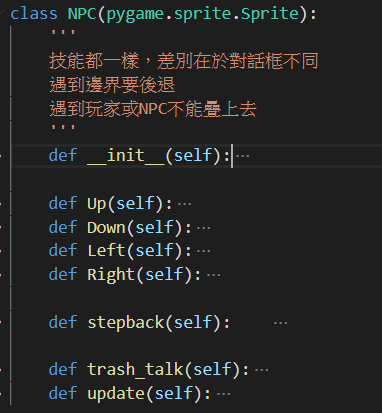 class NPC(pygame.sprite.Sprite):
'''
技能都一樣，差別在於對話框不同
遇到邊界要後退
遇到玩家或NPC不能疊上去
'''
def __init__(self):…
def Up(self):…
def Down(self):…
def Left(self):…
def Right(self):…
def stepback(self): …
def trash_talk(self):…
def update(self):…